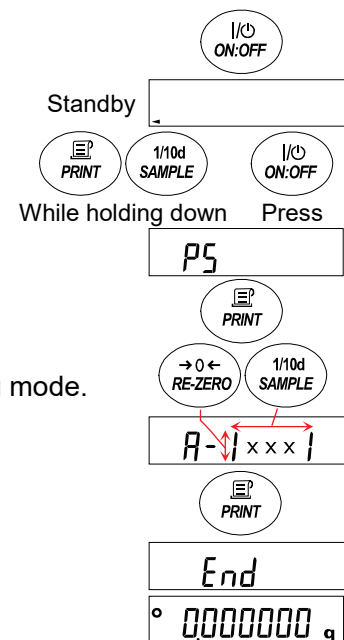 I/⏻
ON:OFF
Standby
PRINT
1/10d
SAMPLE
I/⏻
ON:OFF
While holding down Press
PS
PRINT
→0←
RE-ZERO
1/10d
SAMPLE
mode.
A-1xxx1
PRINT
End
0.000000 g